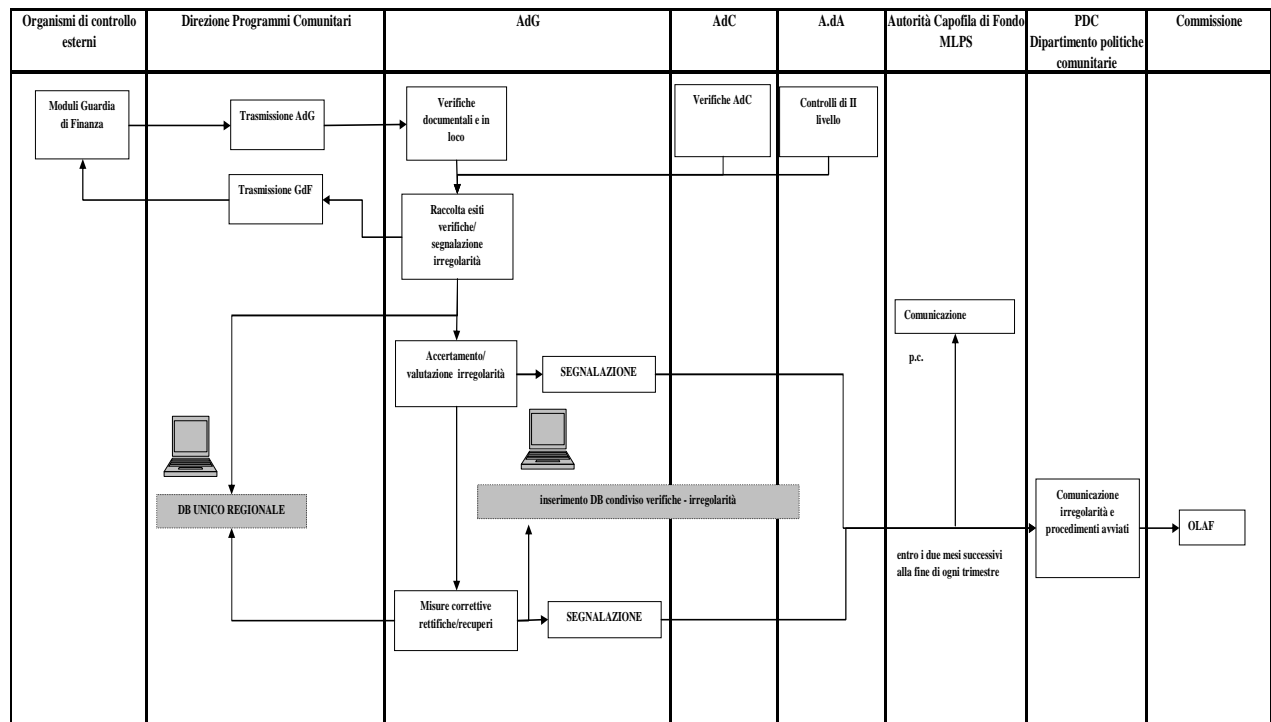 Organismi di controllo
esterni
Direzione Programmi Comunitari
AdG
AdC
A.dA
Autorità Capofila di Fondo
MLPS
PDC
Dipartimento politiche
comunitarie
Commissione
Moduli Guardia
di Finanza
Trasmissione AdG
Verifiche
documentali e in
loco
Verifiche AdC
Controlli di II
livello
Trasmissione GdF
Raccolta esiti
verifiche/
segnalazione
irregolarità
Comunicazione
p.c.
Accertamento/
valutazione irregolarità
SEGNALAZIONE
DB UNICO REGIONALE
inserimento DB condiviso verifiche - irregolarità
Comunicazione
irregolarità e
procedimenti avviati
OLAF
entro i due mesi successivi
alla fine di ogni trimestre
Misure correttive
rettifiche/recuperi
SEGNALAZIONE